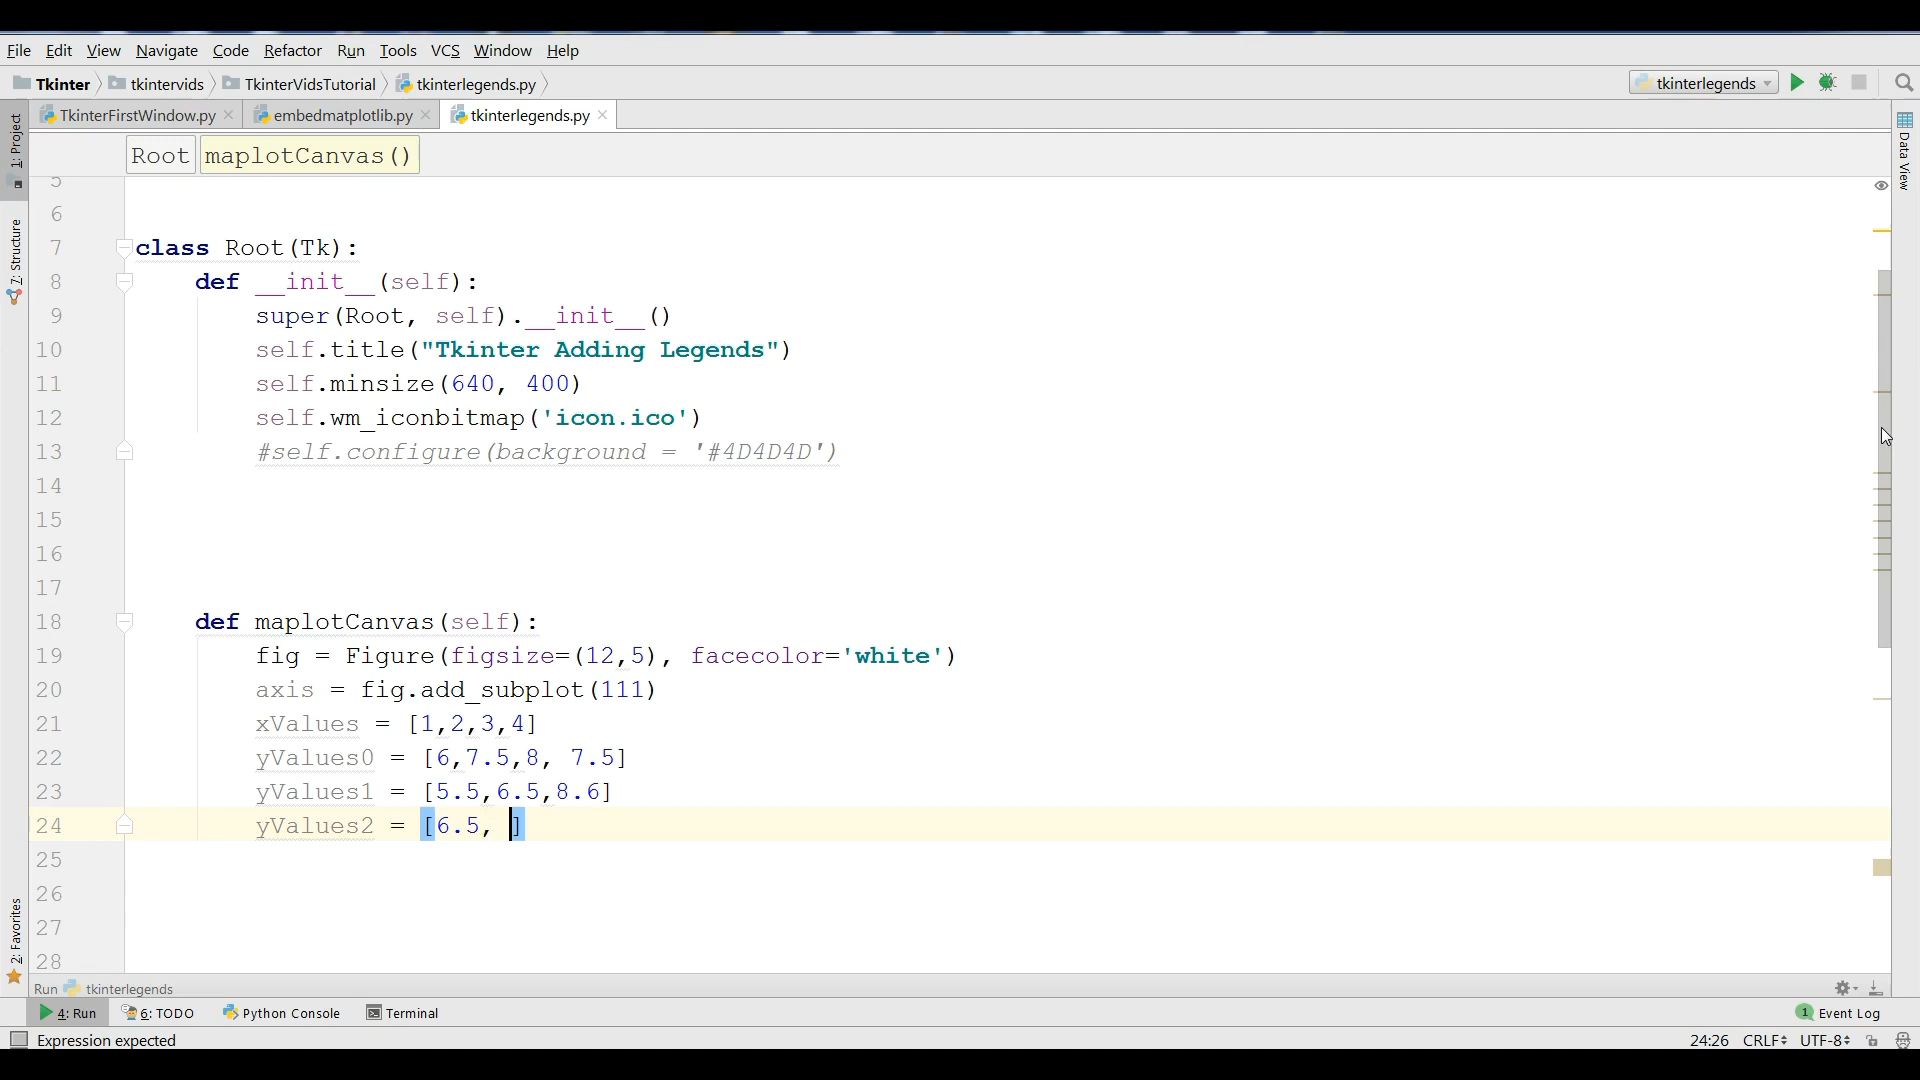 File Edit View Navigate Code Refactor Run Tools VCS Window Help
Tkinter tkintervids TkinterVidsTutorial tkinterlegends.py tkinterlegends
TkinterFirstWindow.py embedmatplotlib.py tkinterlegends.py
1: Project
7: Structure
2: Favorites
Data View
Root maplotCanvas()
5
6
7 class Root(Tk):
8 def __init__(self):
9 super(Root, self).__init__()
10 self.title("Tkinter Adding Legends")
11 self.minsize(640, 400)
12 self.wm_iconbitmap('icon.ico')
13 #self.configure(background = '#4D4D4D')
14
15
16
17
18 def maplotCanvas(self):
19 fig = Figure(figsize=(12,5), facecolor='white')
20 axis = fig.add_subplot(111)
21 xValues = [1,2,3,4]
22 yValues0 = [6,7.5,8, 7.5]
23 yValues1 = [5.5,6.5,8.6]
24 yValues2 = [6.5, ]
25
26
27
28
Run tkinterlegends
4: Run 6: TODO Python Console Terminal 1 Event Log
Expression expected 24:26 CRLF UTF-8